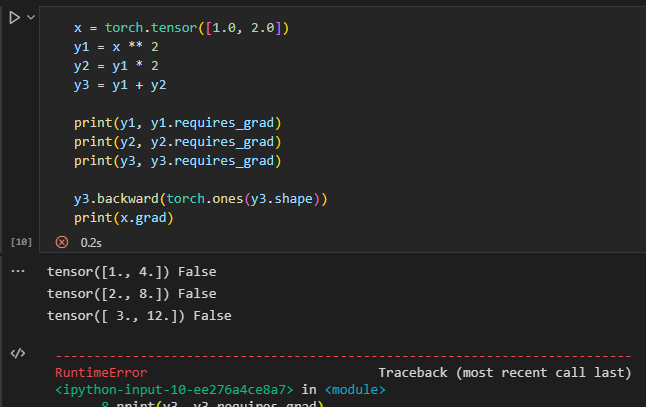 x = torch.tensor([1.0, 2.0])
y1 = x ** 2
y2 = y1 * 2
y3 = y1 + y2
print(y1, y1.requires_grad)
print(y2, y2.requires_grad)
print(y3, y3.requires_grad)
y3.backward(torch.ones(y3.shape))
print(x.grad)
[10] 0.2s
... tensor([1., 4.]) False
tensor([2., 8.]) False
tensor([ 3., 12.]) False
---------------------------------------------------------------------------
RuntimeError Traceback (most recent call last)
<ipython-input-10-ee276a4ce8a7> in <module>
8 print(y3, y3.requires_grad)